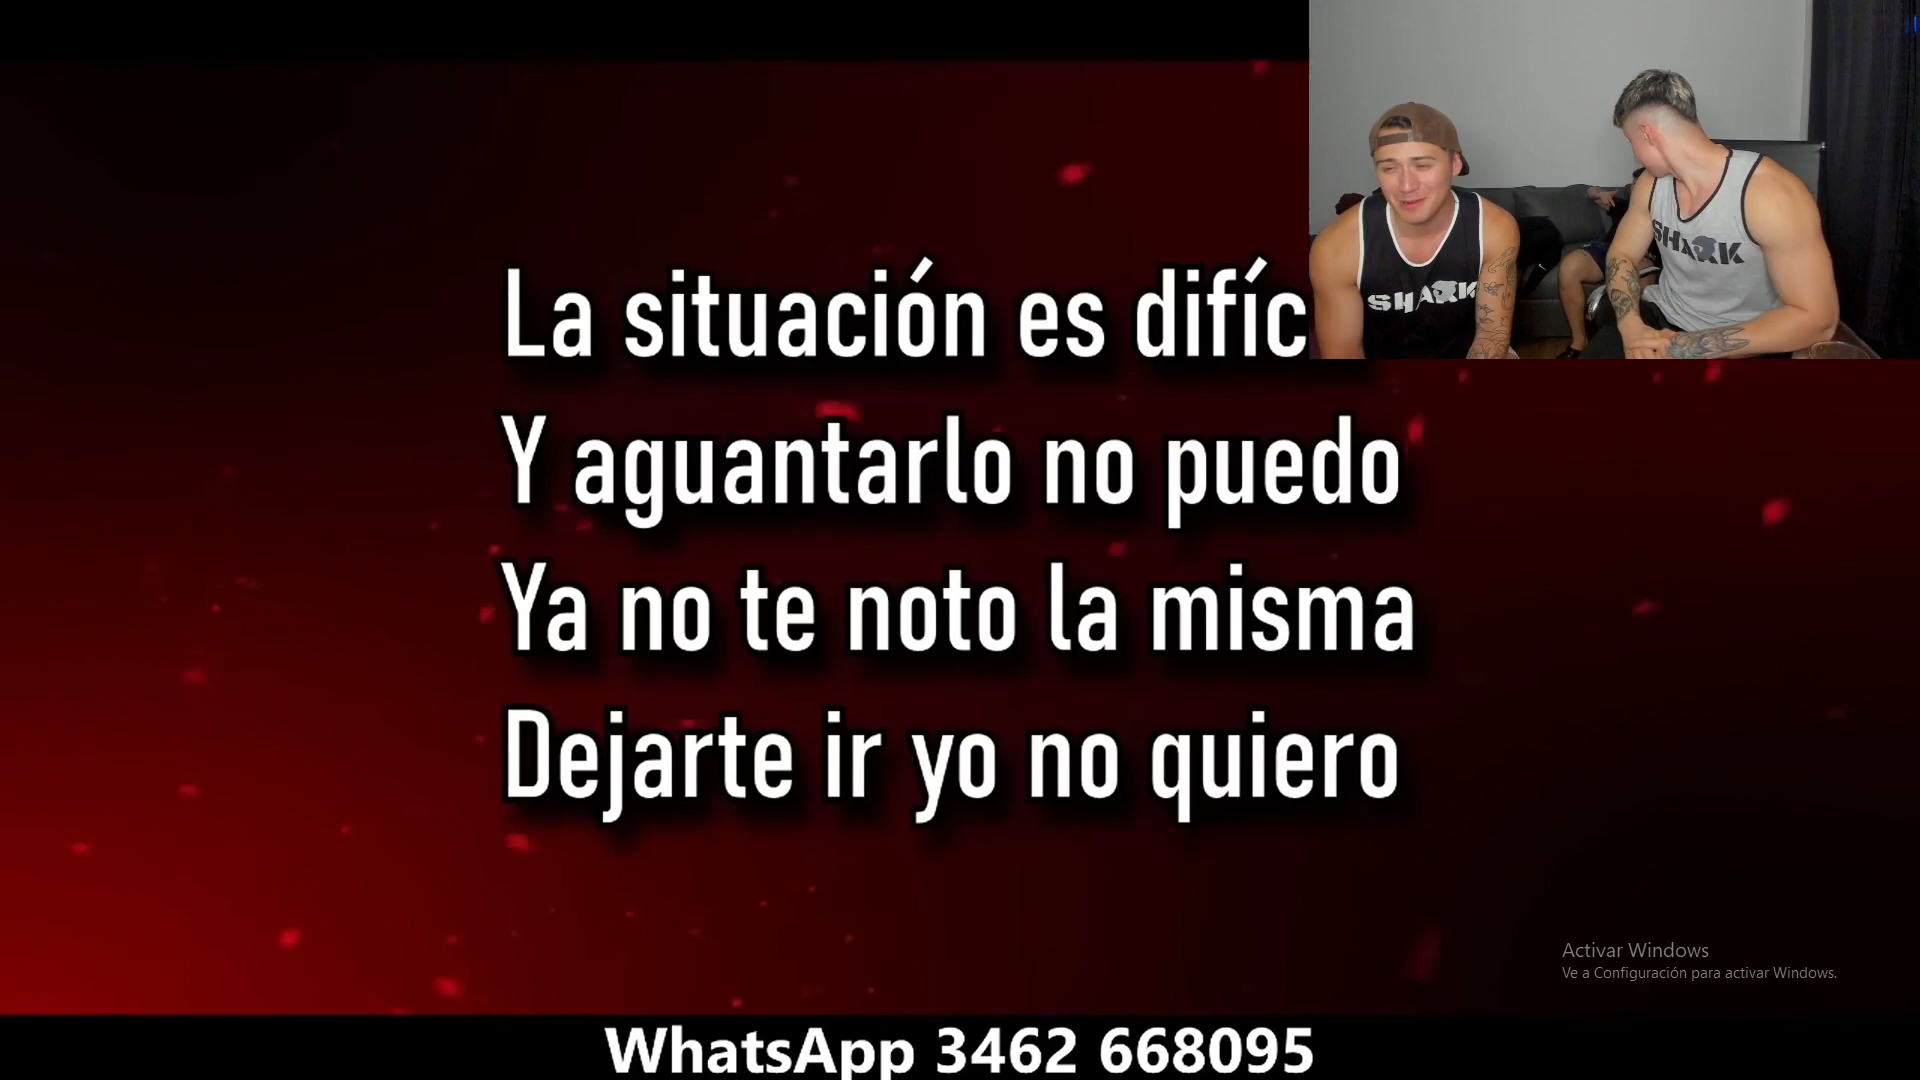 La situación es difíc
Y aguantarlo no puedo
Ya no te noto la misma
Dejarte ir yo no quiero
SHARK
SHARK
Activar Windows
Ve a Configuración para activar Windows.
WhatsApp 3462 668095